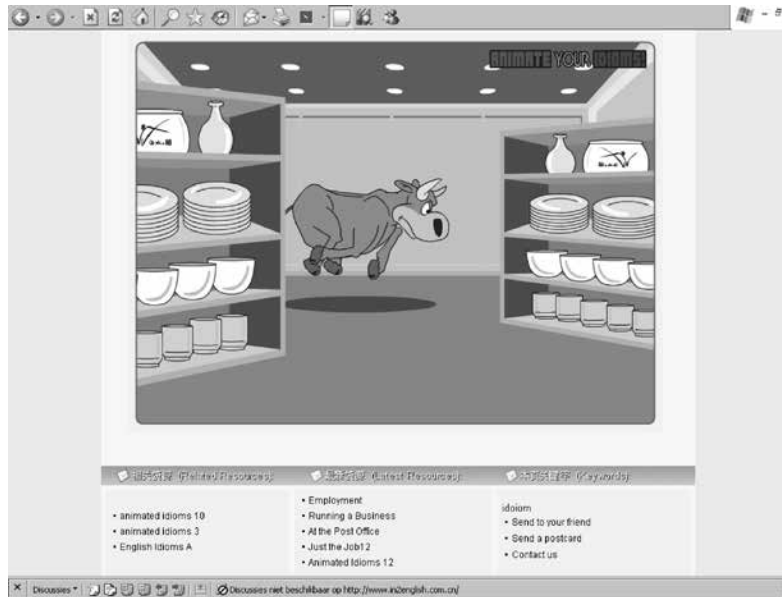 ANIMATE YOUR IDIOMS!
(Related Resources)
• animated idioms 10
• animated idioms 3
• English Idioms A
(Latest Resources)
• Employment
• Running a Business
• At the Post Office
• Just the Job12
• Animated Idioms 12
(Keywords)
idoiom
• Send to your friend
• Send a postcard
• Contact us
Discussies
Discussies niet beschikbaar op http://www.in2english.com.cn/